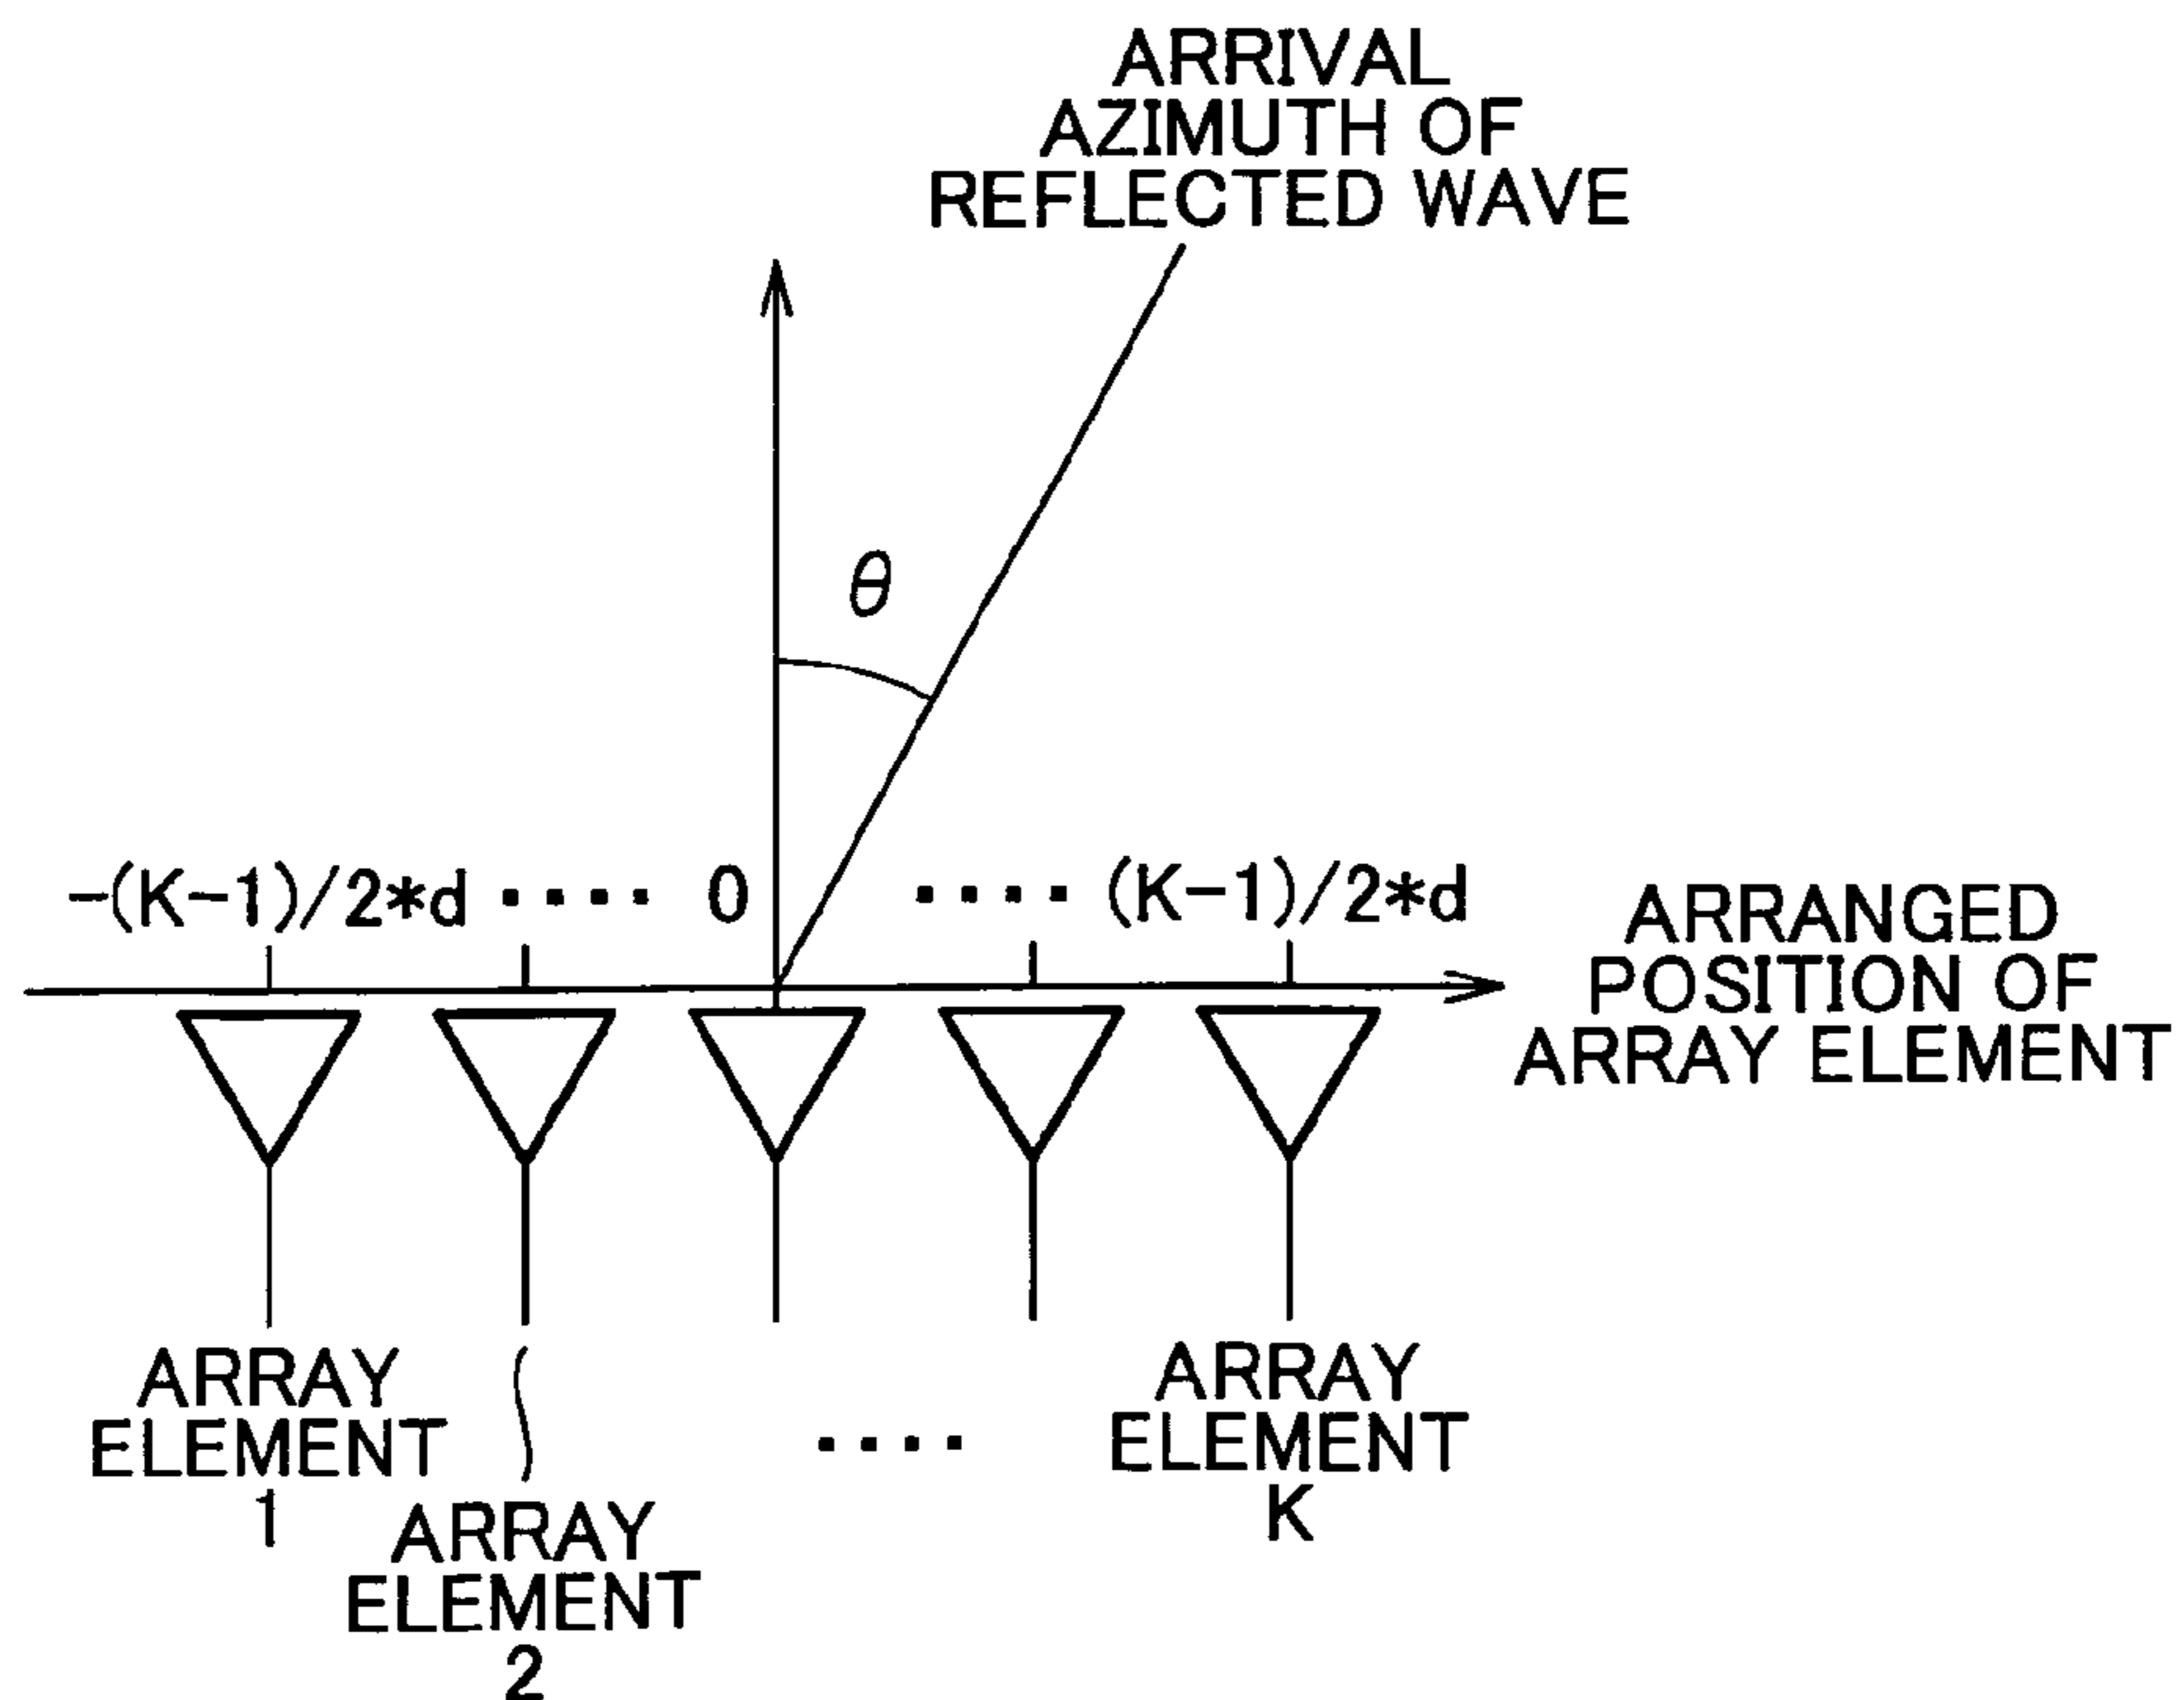 ARRIVAL
AZIMUTH OF
REFLECTED WAVE
θ
-(K-1)/2*d ････ 0 ････ (K-1)/2*d
ARRANGED
POSITION OF
ARRAY ELEMENT
ARRAY
ELEMENT
1
ARRAY
ELEMENT
2
････
ARRAY
ELEMENT
K